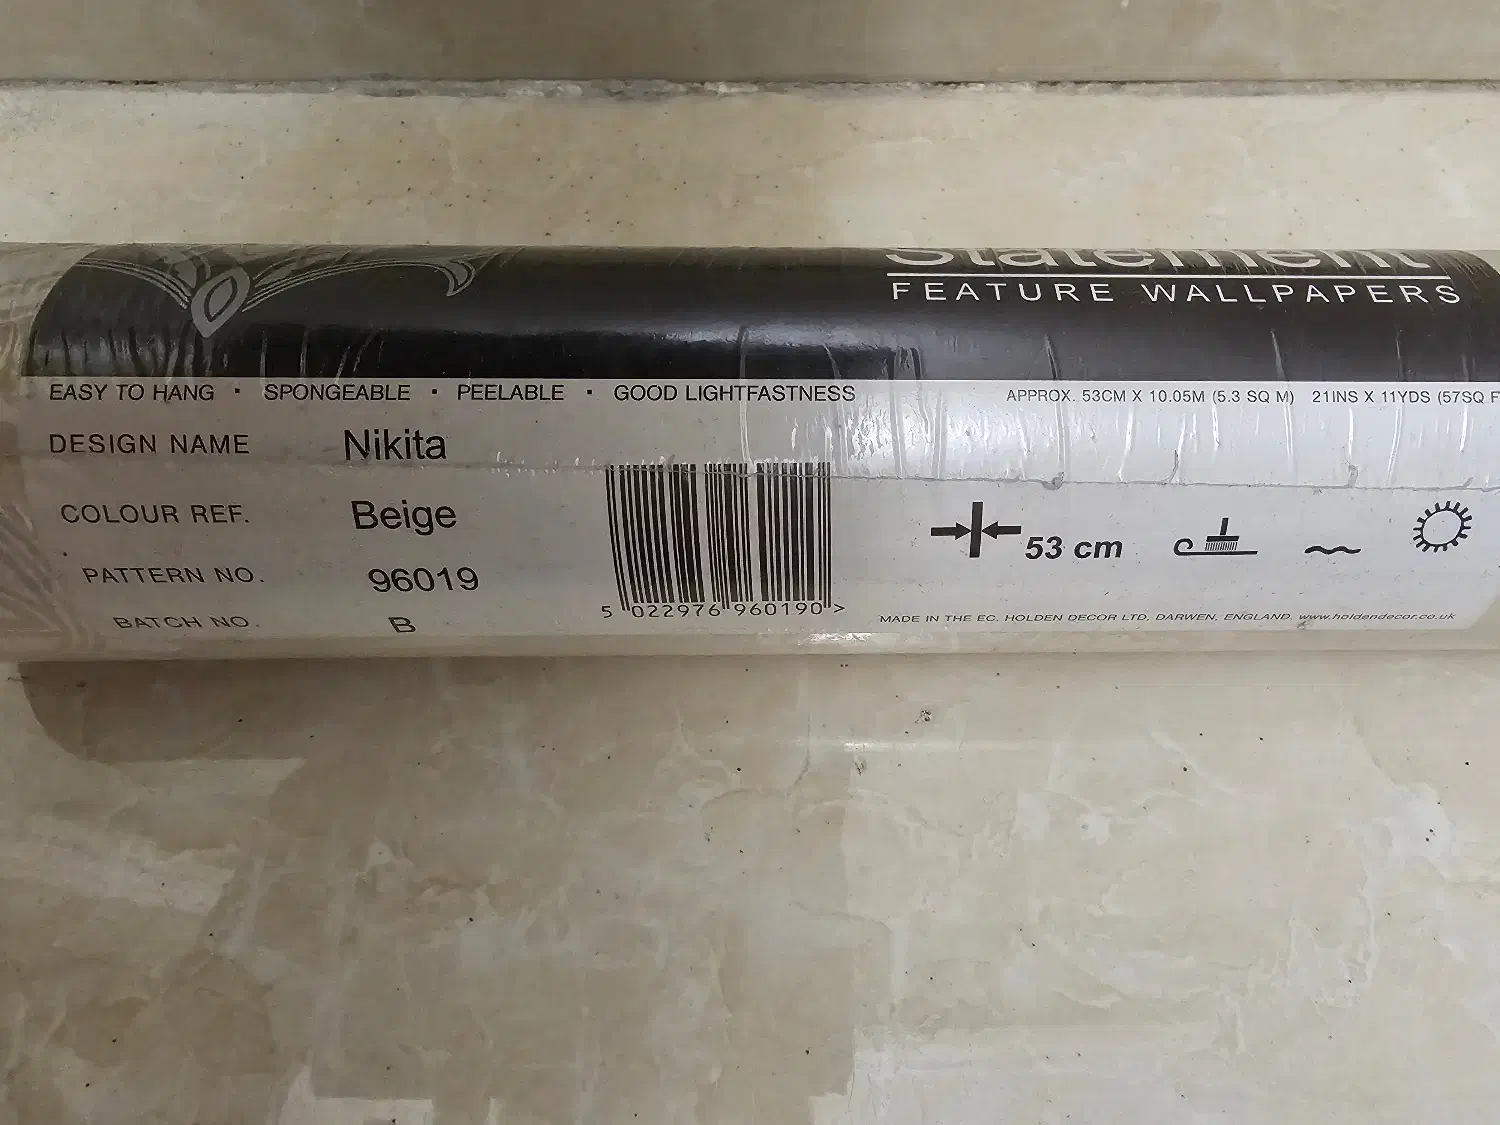 Statement
FEATURE WALLPAPERS
EASY TO HANG · SPONGEABLE · PEELABLE · GOOD LIGHTFASTNESS
APPROX. 53CM X 10.05M (5.3 SQ M) 21INS X 11YDS (57SQ F
DESIGN NAME Nikita
COLOUR REF. Beige
53 cm
PATTERN NO. 96019
5 022976 960190 >
MADE IN THE EC. HOLDEN DECOR LTD, DARWEN, ENGLAND. www.holdendecor.co.uk
BATCH NO. B